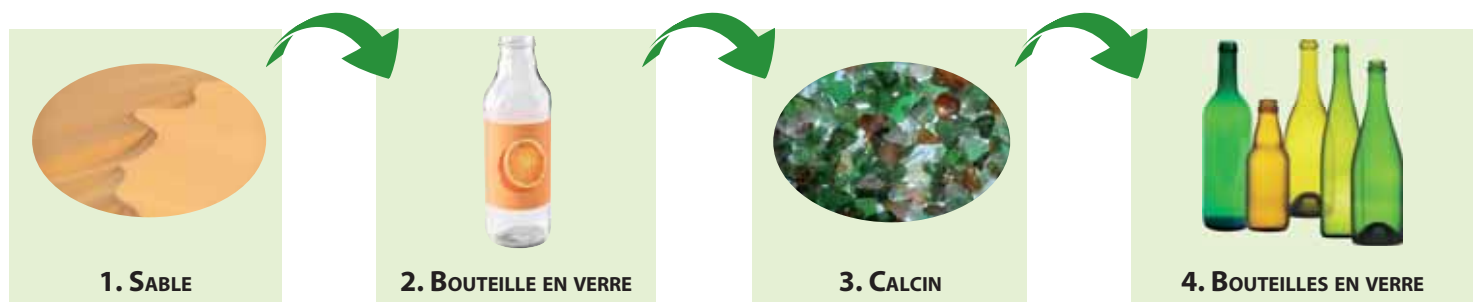 1. SABLE
2. BOUTEILLE EN VERRE
3. CALCIN
4. BOUTEILLES EN VERRE